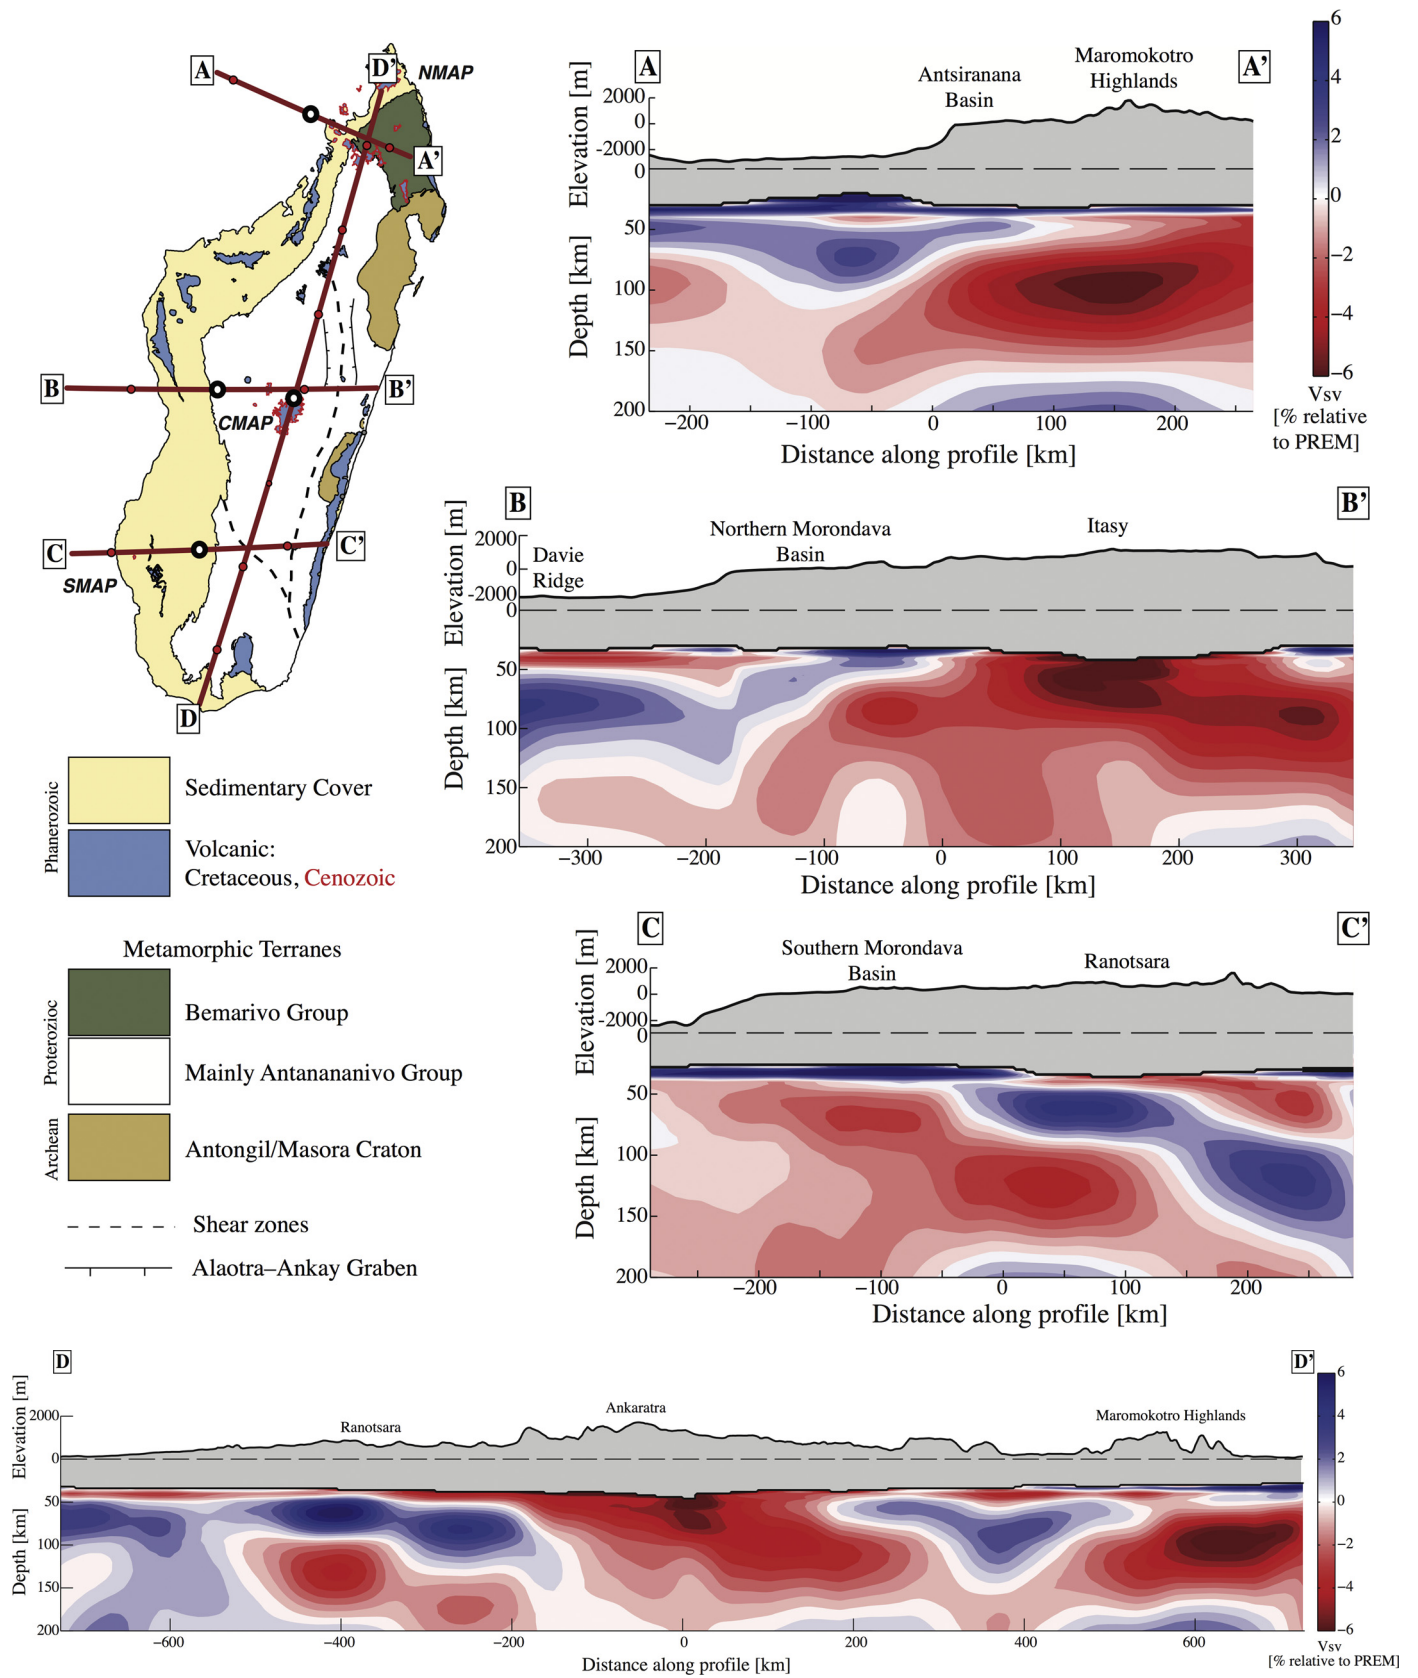 A
D'
NMAP
A'
B
B'
CMAP
C
C'
SMAP
D
Phanerozoic
Sedimentary Cover
Volcanic:
Cretaceous, Cenozoic
Metamorphic Terranes
Proterozioc
Bemarivo Group
Mainly Antanananivo Group
Archean
Antongil/Masora Craton
Shear zones
Alaotra–Ankay Graben
A
Antsiranana
Basin
Maromokotro
Highlands
A'
Elevation [m]
2000
0
-2000
0
Depth [km]
50
100
150
200
−200
−100
0
100
200
Distance along profile [km]
6
4
2
0
−2
−4
−6
Vsv
[% relative
to PREM]
B
Davie
Ridge
Northern Morondava
Basin
Itasy
B'
Elevation [m]
2000
0
-2000
0
Depth [km]
50
100
150
200
−300
−200
−100
0
100
200
300
Distance along profile [km]
C
Southern Morondava
Basin
Ranotsara
C'
Elevation [m]
2000
0
-2000
0
Depth [km]
50
100
150
200
−200
−100
0
100
200
Distance along profile [km]
D
Ranotsara
Ankaratra
Maromokotro Highlands
D'
Elevation [m]
2000
0
Depth [km]
50
100
150
200
−600
−400
−200
0
200
400
600
Distance along profile [km]
6
4
2
0
−2
−4
−6
Vsv
[% relative to PREM]